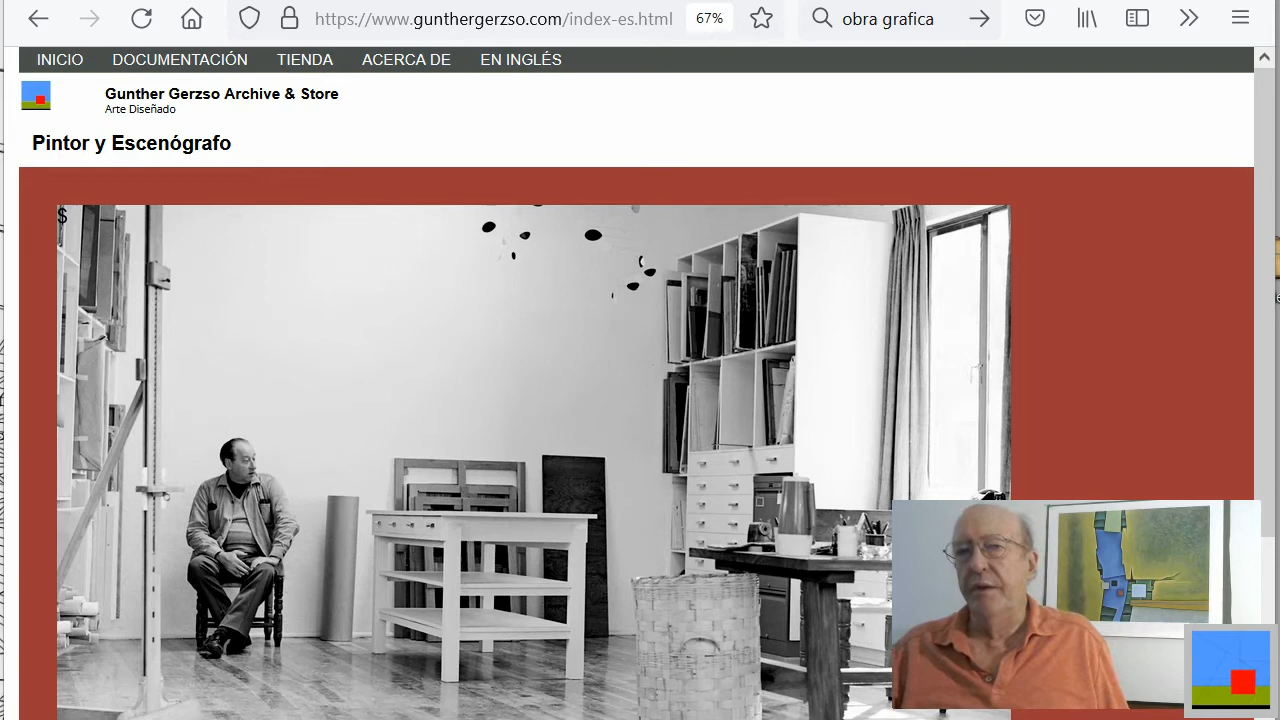 https://www.gunthergerzso.com/index-es.html
67%
obra grafica
INICIO
DOCUMENTACIÓN
TIENDA
ACERCA DE
EN INGLÉS
Gunther Gerzso Archive & Store
Arte Diseñado
Pintor y Escenógrafo
$